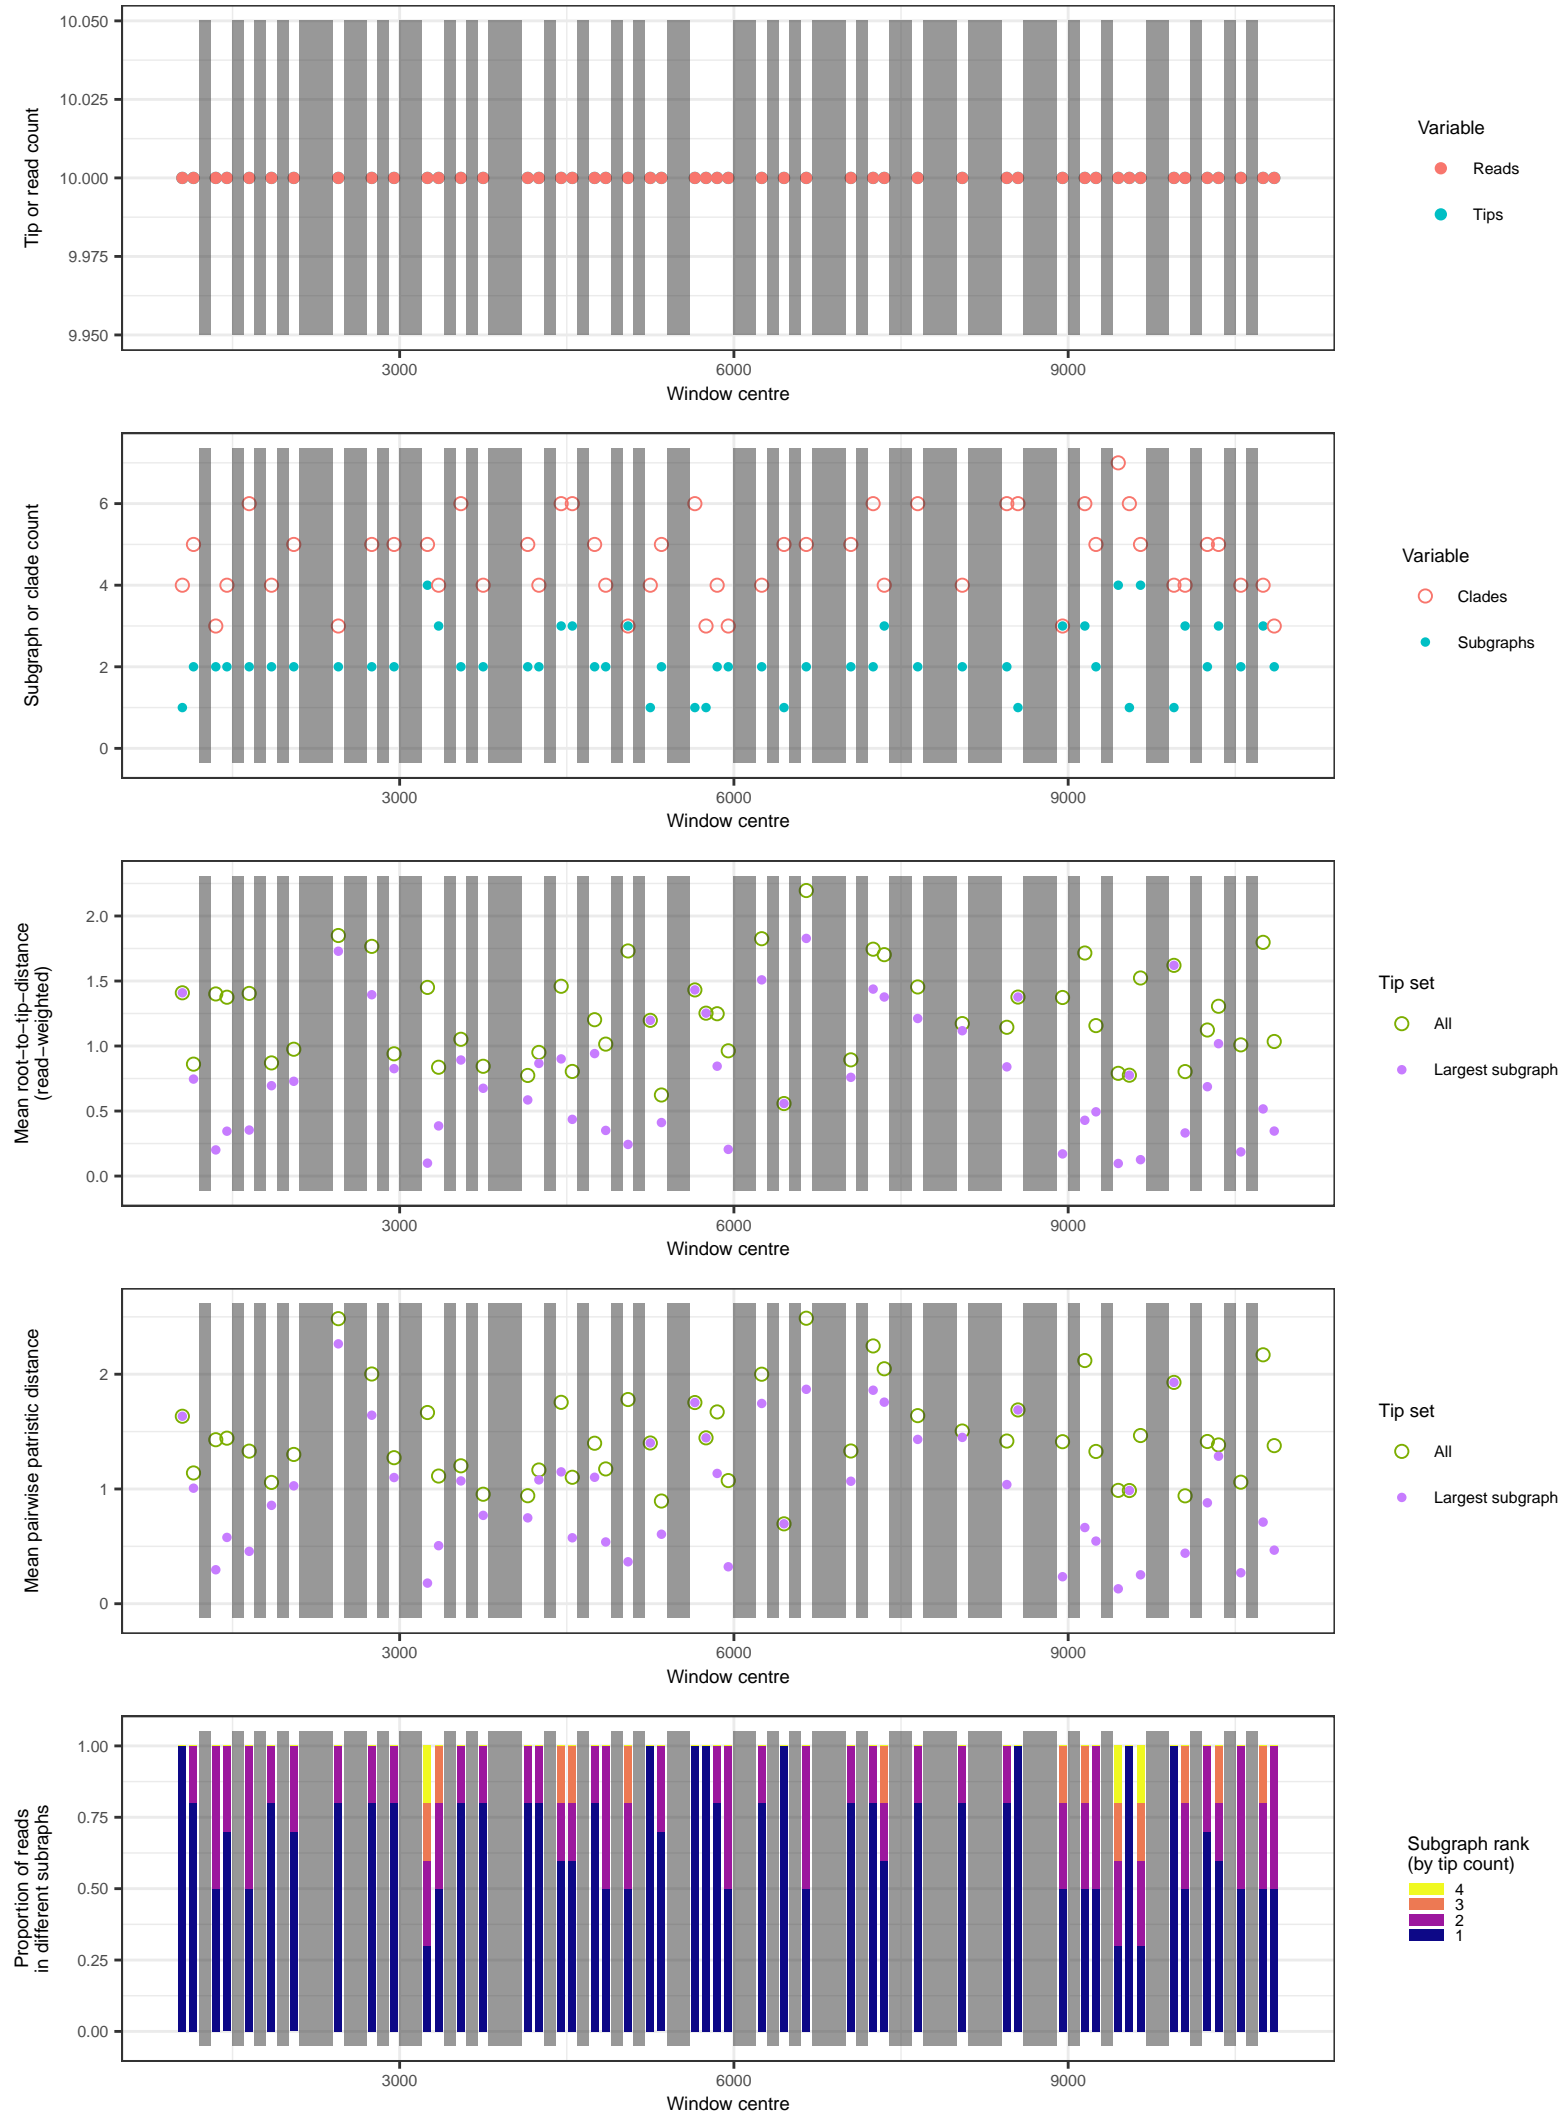 Tip or read count
10.050
10.025
10.000
9.975
9.950
3000
6000
9000
Window centre
Variable
Reads
Tips
Subgraph or clade count
6
4
2
0
3000
6000
9000
Window centre
Variable
Clades
Subgraphs
Mean root−to−tip−distance
(read−weighted)
2.0
1.5
1.0
0.5
0.0
3000
6000
9000
Window centre
Tip set
All
Largest subgraph
Mean pairwise patristic distance
2
1
0
3000
6000
9000
Window centre
Tip set
All
Largest subgraph
Proportion of reads
in different subraphs
1.00
0.75
0.50
0.25
0.00
3000
6000
9000
Window centre
Subgraph rank
(by tip count)
4
3
2
1